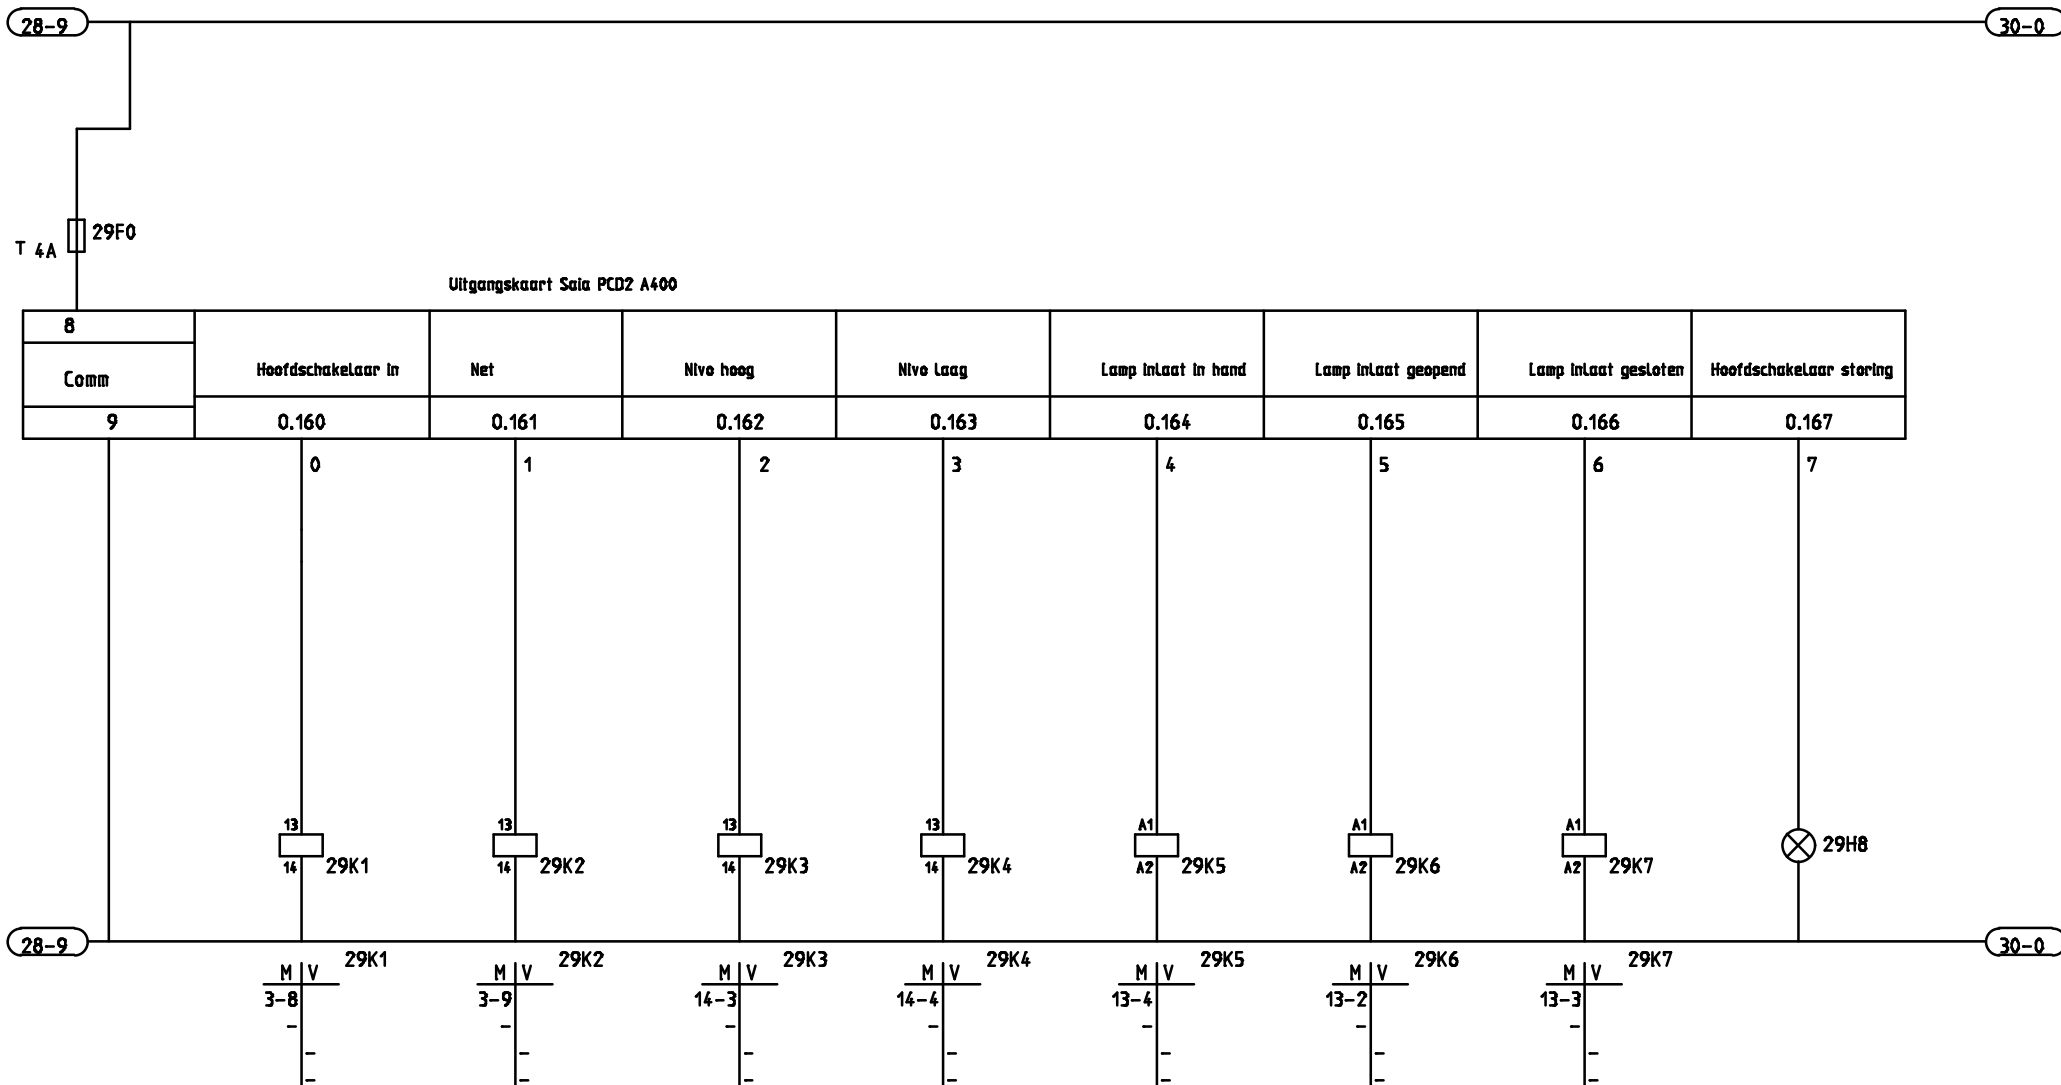 28-9 30-0
29F0
T 4A
Uitgangskaart Saia PCD2 A400
8
Comm Hoofdschakelaar in Net Nivo hoog Nivo laag Lamp inlaat in hand Lamp inlaat geopend Lamp inlaat gesloten Hoofdschakelaar storing
9 0.160 0.161 0.162 0.163 0.164 0.165 0.166 0.167
0 1 2 3 4 5 6 7
13 13 13 13 A1 A1 A1
29H8
14 29K1 14 29K2 14 29K3 14 29K4 A2 29K5 A2 29K6 A2 29K7
28-9 30-0
29K1 29K2 29K3 29K4 29K5 29K6 29K7
M V M V M V M V M V M V M V
3-8 3-9 14-3 14-4 13-4 13-2 13-3
- - - - - - -
- - - - - - -
- - - - - - -